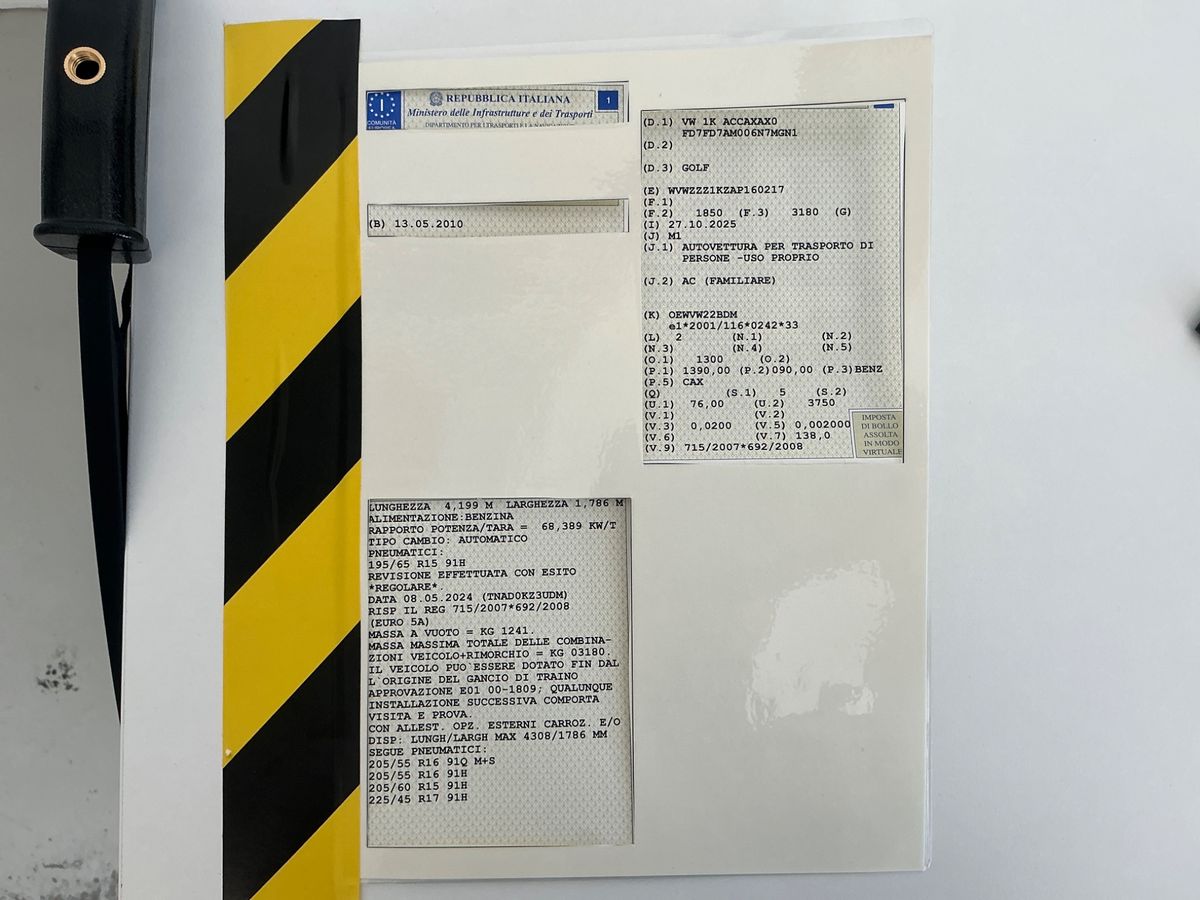 I
COMUNITÀ
REPUBBLICA ITALIANA
Ministero delle Infrastrutture e dei Trasporti
DIPARTIMENTO PER I TRASPORTI E LA
1
(B) 13.05.2010
LUNGHEZZA 4,199 M LARGHEZZA 1,786 M
ALIMENTAZIONE:BENZINA
RAPPORTO POTENZA/TARA = 68,389 KW/T
TIPO CAMBIO: AUTOMATICO
PNEUMATICI:
195/65 R15 91H
REVISIONE EFFETTUATA CON ESITO
*REGOLARE*.
DATA 08.05.2024 (TNAD0KZ3UDM)
RISP IL REG 715/2007*692/2008
(EURO 5A)
MASSA A VUOTO = KG 1241.
MASSA MASSIMA TOTALE DELLE COMBINA-
ZIONI VEICOLO+RIMORCHIO = KG 03180.
IL VEICOLO PUO`ESSERE DOTATO FIN DAL
L`ORIGINE DEL GANCIO DI TRAINO
APPROVAZIONE E01 00-1809; QUALUNQUE
INSTALLAZIONE SUCCESSIVA COMPORTA
VISITA E PROVA.
CON ALLEST. OPZ. ESTERNI CARROZ. E/O
DISP: LUNGH/LARGH MAX 4308/1786 MM
SEGUE PNEUMATICI:
205/55 R16 91Q M+S
205/55 R16 91H
205/60 R15 91H
225/45 R17 91H
(D.1) VW 1K ACCAXAX0
FD7FD7AM006N7MGN1
(D.2)
(D.3) GOLF
(E) WVWZZZ1KZAP160217
(F.1)
(F.2) 1850 (F.3) 3180 (G)
(I) 27.10.2025
(J) M1
(J.1) AUTOVETTURA PER TRASPORTO DI
PERSONE -USO PROPRIO
(J.2) AC (FAMILIARE)
(K) OEWVW22BDM
e1*2001/116*0242*33
(L) 2 (N.1) (N.2)
(N.3) (N.4) (N.5)
(O.1) 1300 (O.2)
(P.1) 1390,00 (P.2)090,00 (P.3)BENZ
(P.5) CAX
(Q) (S.1) 5 (S.2)
(U.1) 76,00 (U.2) 3750
(V.1) (V.2)
(V.3) 0,0200 (V.5) 0,002000
(V.6) (V.7) 138,0
(V.9) 715/2007*692/2008
IMPOSTA
DI BOLLO
ASSOLTA
IN MODO
VIRTUALE